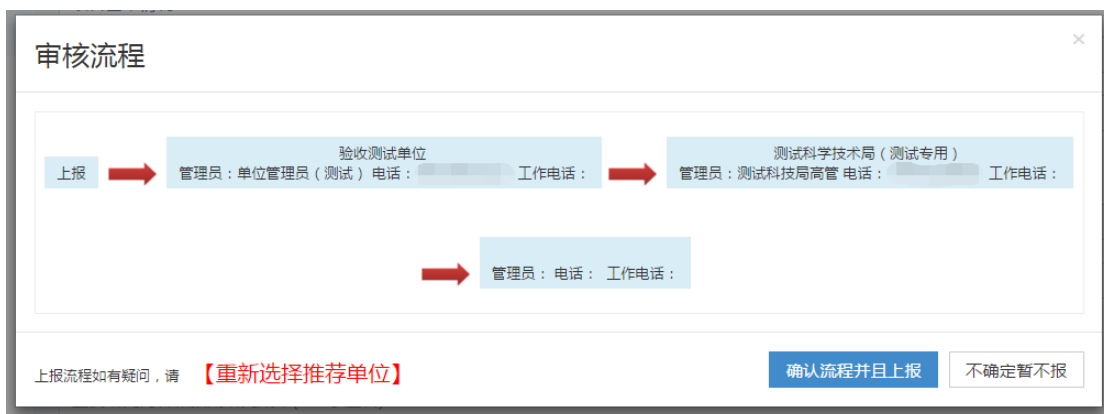 审核流程
×
上报
验收测试单位
管理员：单位管理员（测试）电话： 工作电话：
测试科学技术局（测试专用）
管理员：测试科技局高管 电话： 工作电话：
管理员： 电话： 工作电话：
上报流程如有疑问，请 【重新选择推荐单位】
确认流程并且上报
不确定暂不报